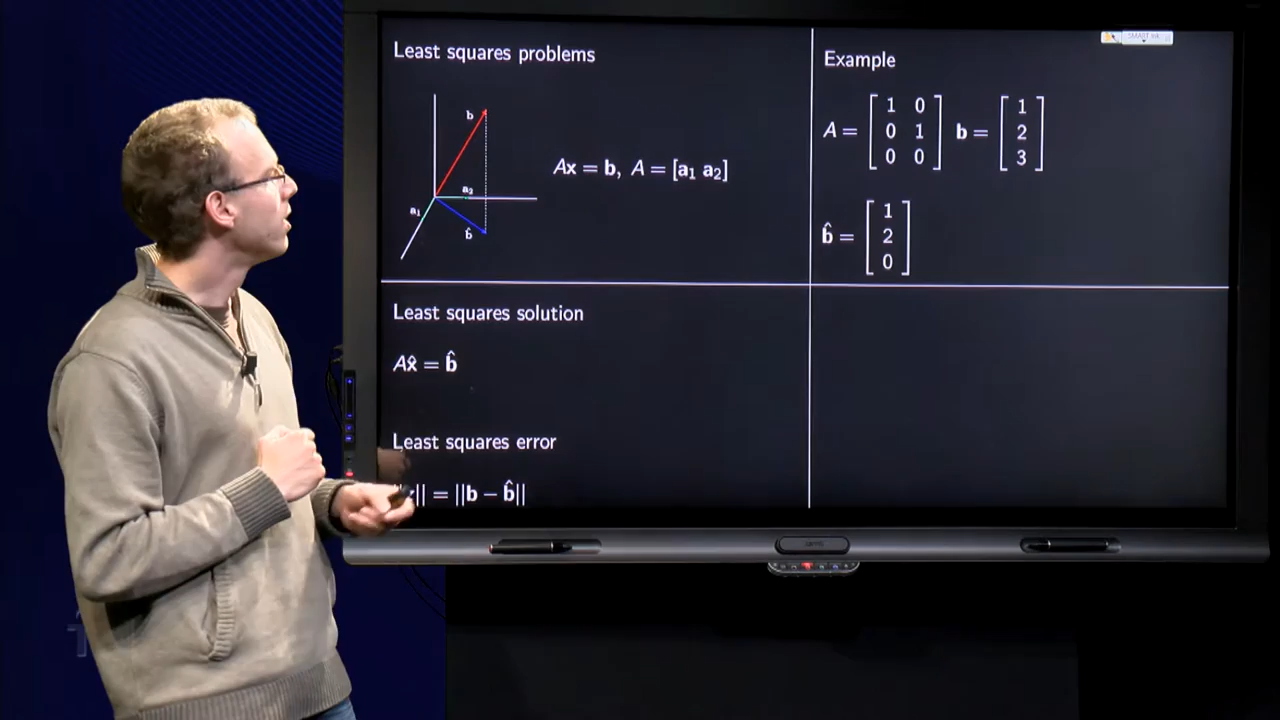 Least squares problems
b
a₂
a₁
b̂
Ax = b, A = [a₁ a₂]
Example
A = [1 0; 0 1; 0 0] b = [1; 2; 3]
b̂ = [1; 2; 0]
Least squares solution
Ax̂ = b̂
Least squares error
|| = ||b − b̂||
SMART